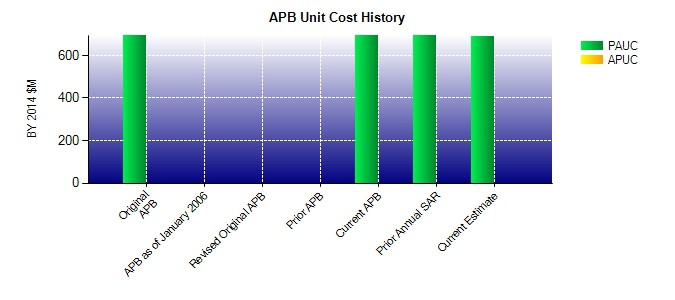 APB Unit Cost History
PAUC
APUC
BY 2014 $M
600
400
200
0
Original
APB
APB as of January 2006
Revised Original APB
Prior APB
Current APB
Prior Annual SAR
Current Estimate